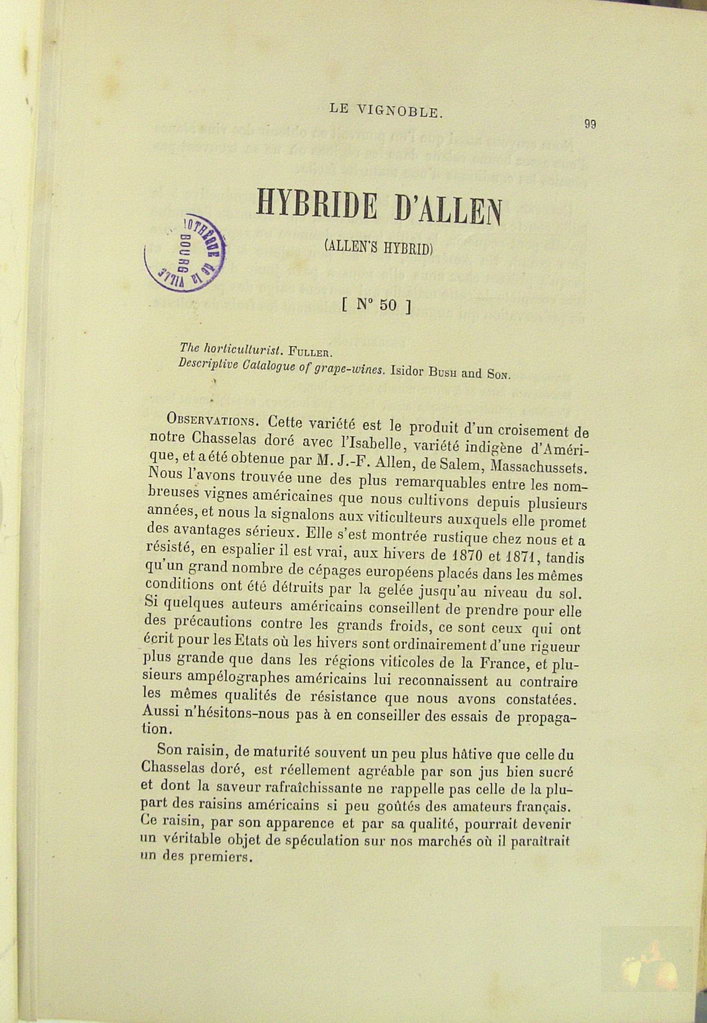 LE VIGNOBLE.
99
HYBRIDE D'ALLEN
(ALLEN'S HYBRID)
OTHÈQUE de la VILLE
BOURG
[ N° 50 ]
The horticulturist. FULLER.
Descriptive Catalogue of grape-wines. Isidor BUSH and SON.
OBSERVATIONS. Cette variété est le produit d'un croisement de
notre Chasselas doré avec l'Isabelle, variété indigène d'Améri-
que, et a été obtenue par M. J.-F. Allen, de Salem, Massachussets.
Nous l'avons trouvée une des plus remarquables entre les nom-
breuses vignes américaines que nous cultivons depuis plusieurs
années, et nous la signalons aux viticulteurs auxquels elle promet
des avantages sérieux. Elle s'est montrée rustique chez nous et a
résisté, en espalier il est vrai, aux hivers de 1870 et 1871, tandis
qu'un grand nombre de cépages européens placés dans les mêmes
conditions ont été détruits par la gelée jusqu'au niveau du sol.
Si quelques auteurs américains conseillent de prendre pour elle
des précautions contre les grands froids, ce sont ceux qui ont
écrit pour les Etats où les hivers sont ordinairement d'une rigueur
plus grande que dans les régions viticoles de la France, et plu-
sieurs ampélographes américains lui reconnaissent au contraire
les mêmes qualités de résistance que nous avons constatées.
Aussi n'hésitons-nous pas à en conseiller des essais de propaga-
tion.
Son raisin, de maturité souvent un peu plus hâtive que celle du
Chasselas doré, est réellement agréable par son jus bien sucré
et dont la saveur rafraîchissante ne rappelle pas celle de la plu-
part des raisins américains si peu goûtés des amateurs français.
Ce raisin, par son apparence et par sa qualité, pourrait devenir
un véritable objet de spéculation sur nos marchés où il paraîtrait
un des premiers.